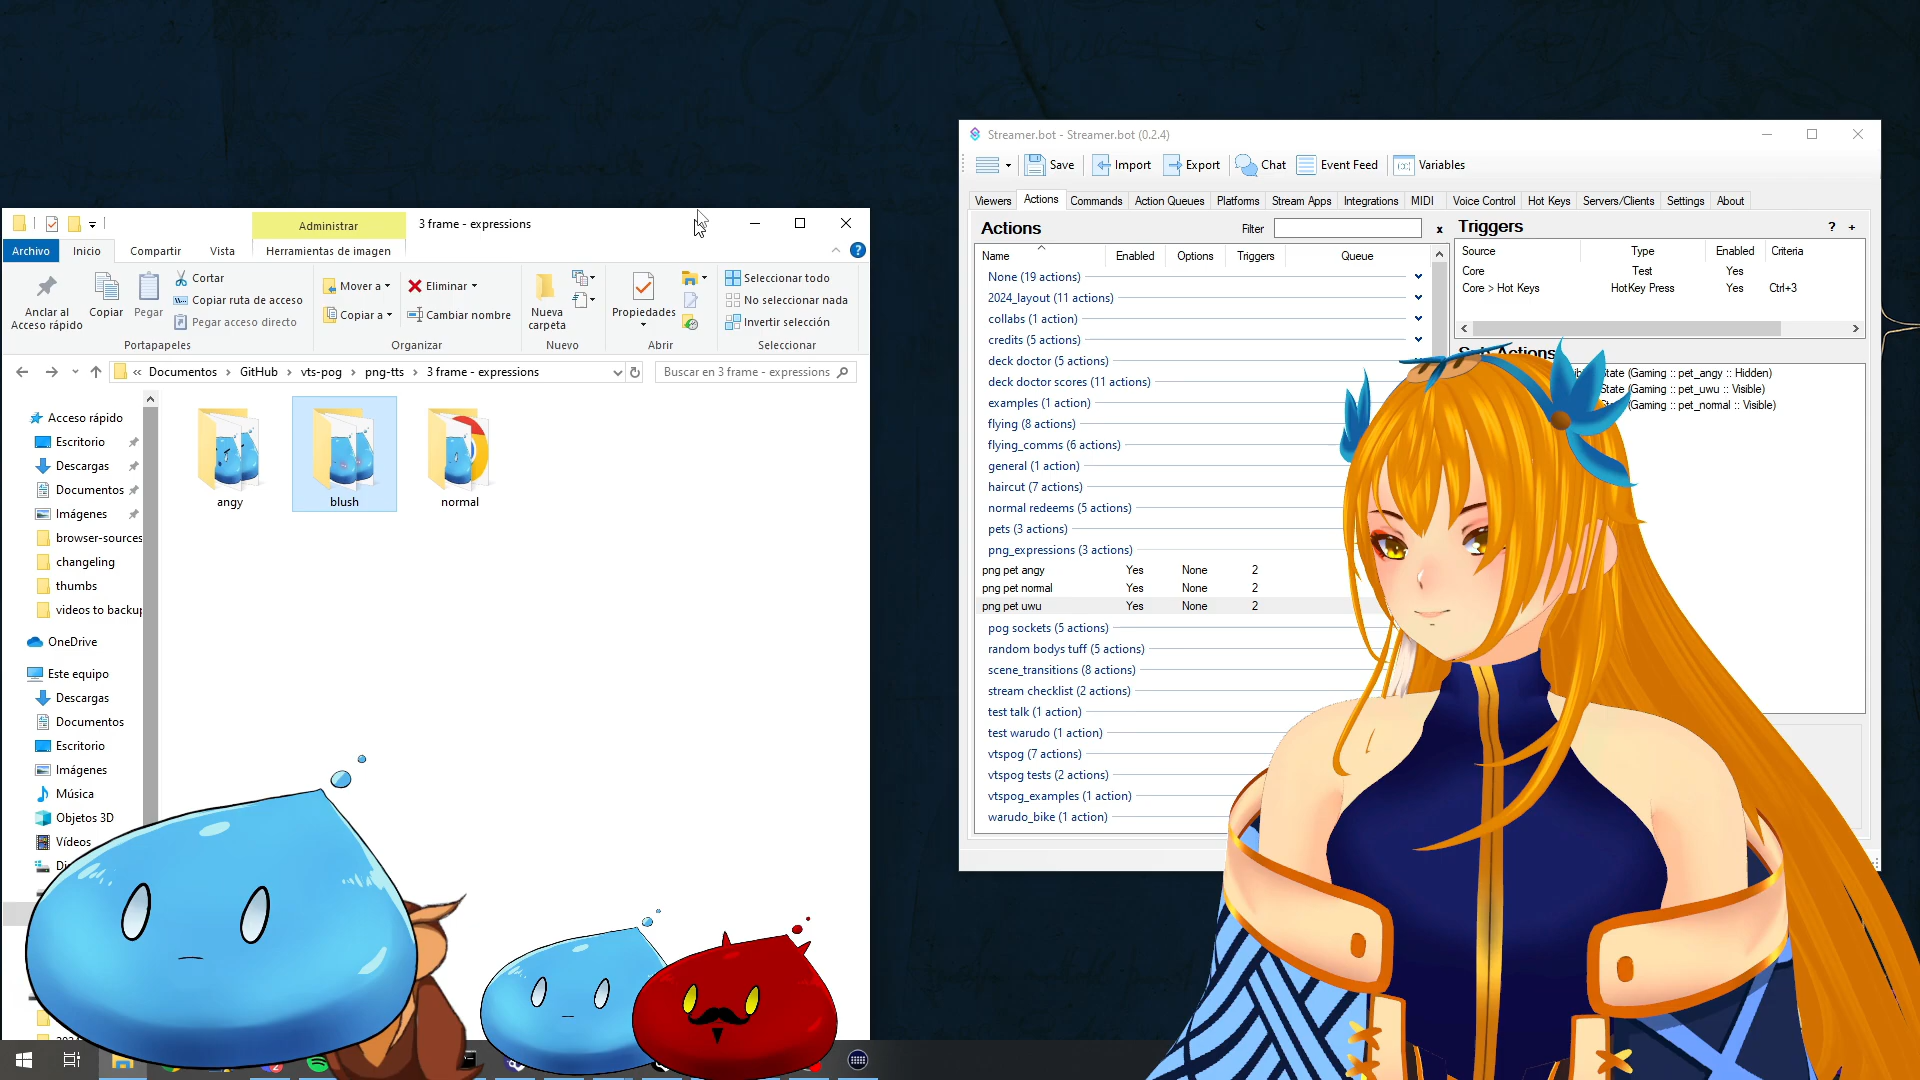 Administrar
3 frame - expressions
Archivo
Inicio
Compartir
Vista
Herramientas de imagen
Anclar al
Acceso rápido
Copiar
Pegar
Cortar
Copiar ruta de acceso
Pegar acceso directo
Portapapeles
Mover a
Copiar a
Eliminar
Cambiar nombre
Organizar
Nueva
carpeta
Nuevo
Propiedades
Abrir
Seleccionar todo
No seleccionar nada
Invertir selección
Seleccionar
« Documentos > GitHub > vts-pog > png-tts > 3 frame - expressions
Buscar en 3 frame - expressions
Acceso rápido
Escritorio
Descargas
Documentos
Imágenes
browser-sources
changeling
thumbs
videos to backup
OneDrive
Este equipo
Descargas
Documentos
Escritorio
Imágenes
Música
Objetos 3D
Vídeos
angy
blush
normal
Streamer.bot - Streamer.bot (0.2.4)
Save
Import
Export
Chat
Event Feed
Variables
Viewers
Actions
Commands
Action Queues
Platforms
Stream Apps
Integrations
MIDI
Voice Control
Hot Keys
Servers/Clients
Settings
About
Actions
Filter
x
Name
Enabled
Options
Triggers
Queue
None (19 actions)
2024_layout (11 actions)
collabs (1 action)
credits (5 actions)
deck doctor (5 actions)
deck doctor scores (11 actions)
examples (1 action)
flying (8 actions)
flying_comms (6 actions)
general (1 action)
haircut (7 actions)
normal redeems (5 actions)
pets (3 actions)
png_expressions (3 actions)
png pet angy Yes None 2
png pet normal Yes None 2
png pet uwu Yes None 2
pog sockets (5 actions)
random bodys tuff (5 actions)
scene_transitions (8 actions)
stream checklist (2 actions)
test talk (1 action)
test warudo (1 action)
vtspog (7 actions)
vtspog tests (2 actions)
vtspog_examples (1 action)
warudo_bike (1 action)
Triggers
? +
Source Type Enabled Criteria
Core Test Yes
Core > Hot Keys HotKey Press Yes Ctrl+3
Sub-Actions
State (Gaming :: pet_angy :: Hidden)
State (Gaming :: pet_uwu :: Visible)
(Gaming :: pet_normal :: Visible)